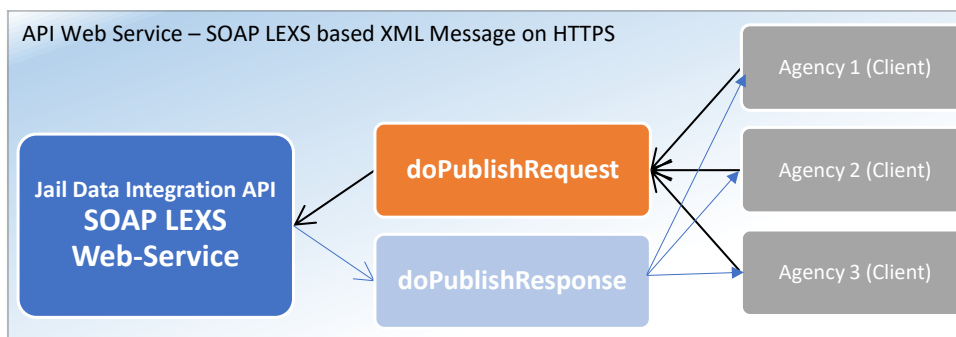 API Web Service – SOAP LEXS based XML Message on HTTPS
Agency 1 (Client)
Jail Data Integration API
SOAP LEXS
Web-Service
doPublishRequest
Agency 2 (Client)
doPublishResponse
Agency 3 (Client)